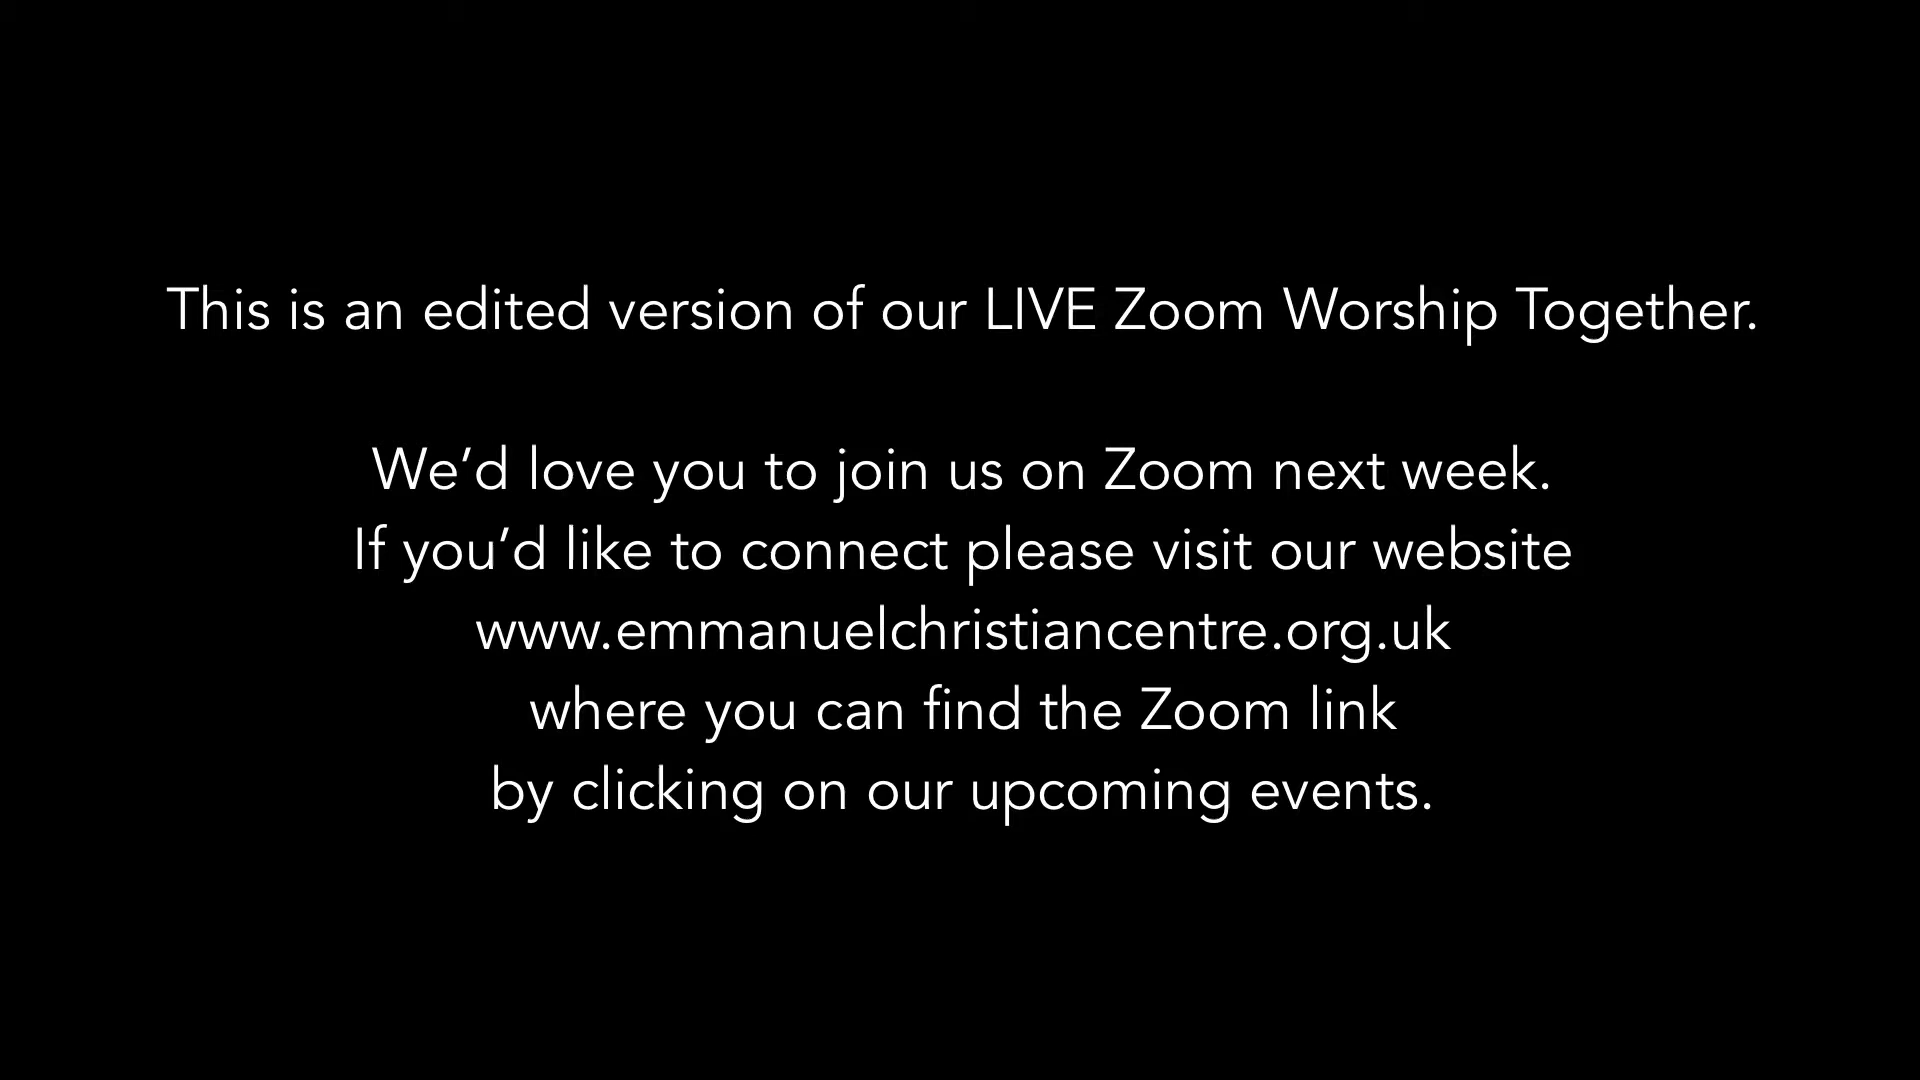 This is an edited version of our LIVE Zoom Worship Together.
We’d love you to join us on Zoom next week.
If you’d like to connect please visit our website
www.emmanuelchristiancentre.org.uk
where you can find the Zoom link
by clicking on our upcoming events.